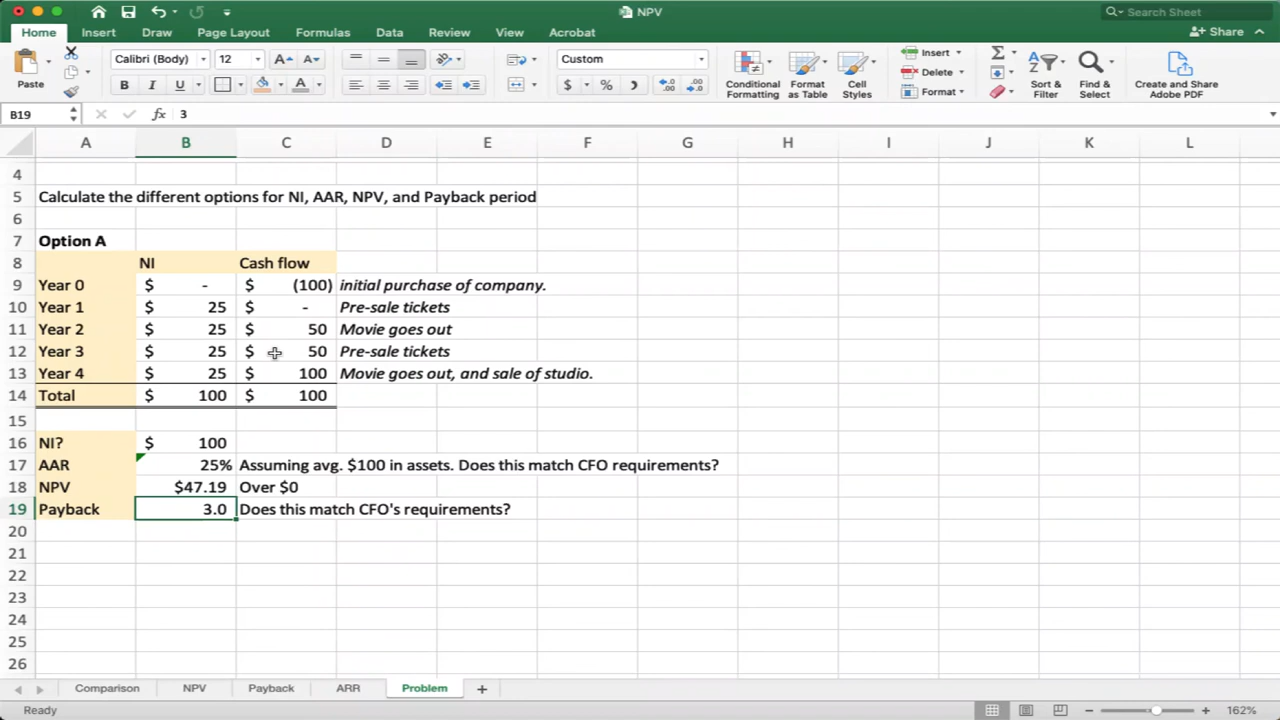 NPV
Search Sheet
Home Insert Draw Page Layout Formulas Data Review View Acrobat Share
Paste Calibri (Body) 12 A A Custom Conditional Formatting Format as Table Cell Styles Insert Delete Format Sort & Filter Find & Select Create and Share Adobe PDF
B I U A $ %
B19 fx 3
A B C D E F G H I J K L
4
5 Calculate the different options for NI, AAR, NPV, and Payback period
6
7 Option A
8 NI Cash flow
9 Year 0 $ - $ (100) initial purchase of company.
10 Year 1 $ 25 $ - Pre-sale tickets
11 Year 2 $ 25 $ 50 Movie goes out
12 Year 3 $ 25 $ 50 Pre-sale tickets
13 Year 4 $ 25 $ 100 Movie goes out, and sale of studio.
14 Total $ 100 $ 100
15
16 NI? $ 100
17 AAR 25% Assuming avg. $100 in assets. Does this match CFO requirements?
18 NPV $47.19 Over $0
19 Payback 3.0 Does this match CFO's requirements?
20
21
22
23
24
25
26
Comparison NPV Payback ARR Problem +
Ready 162%